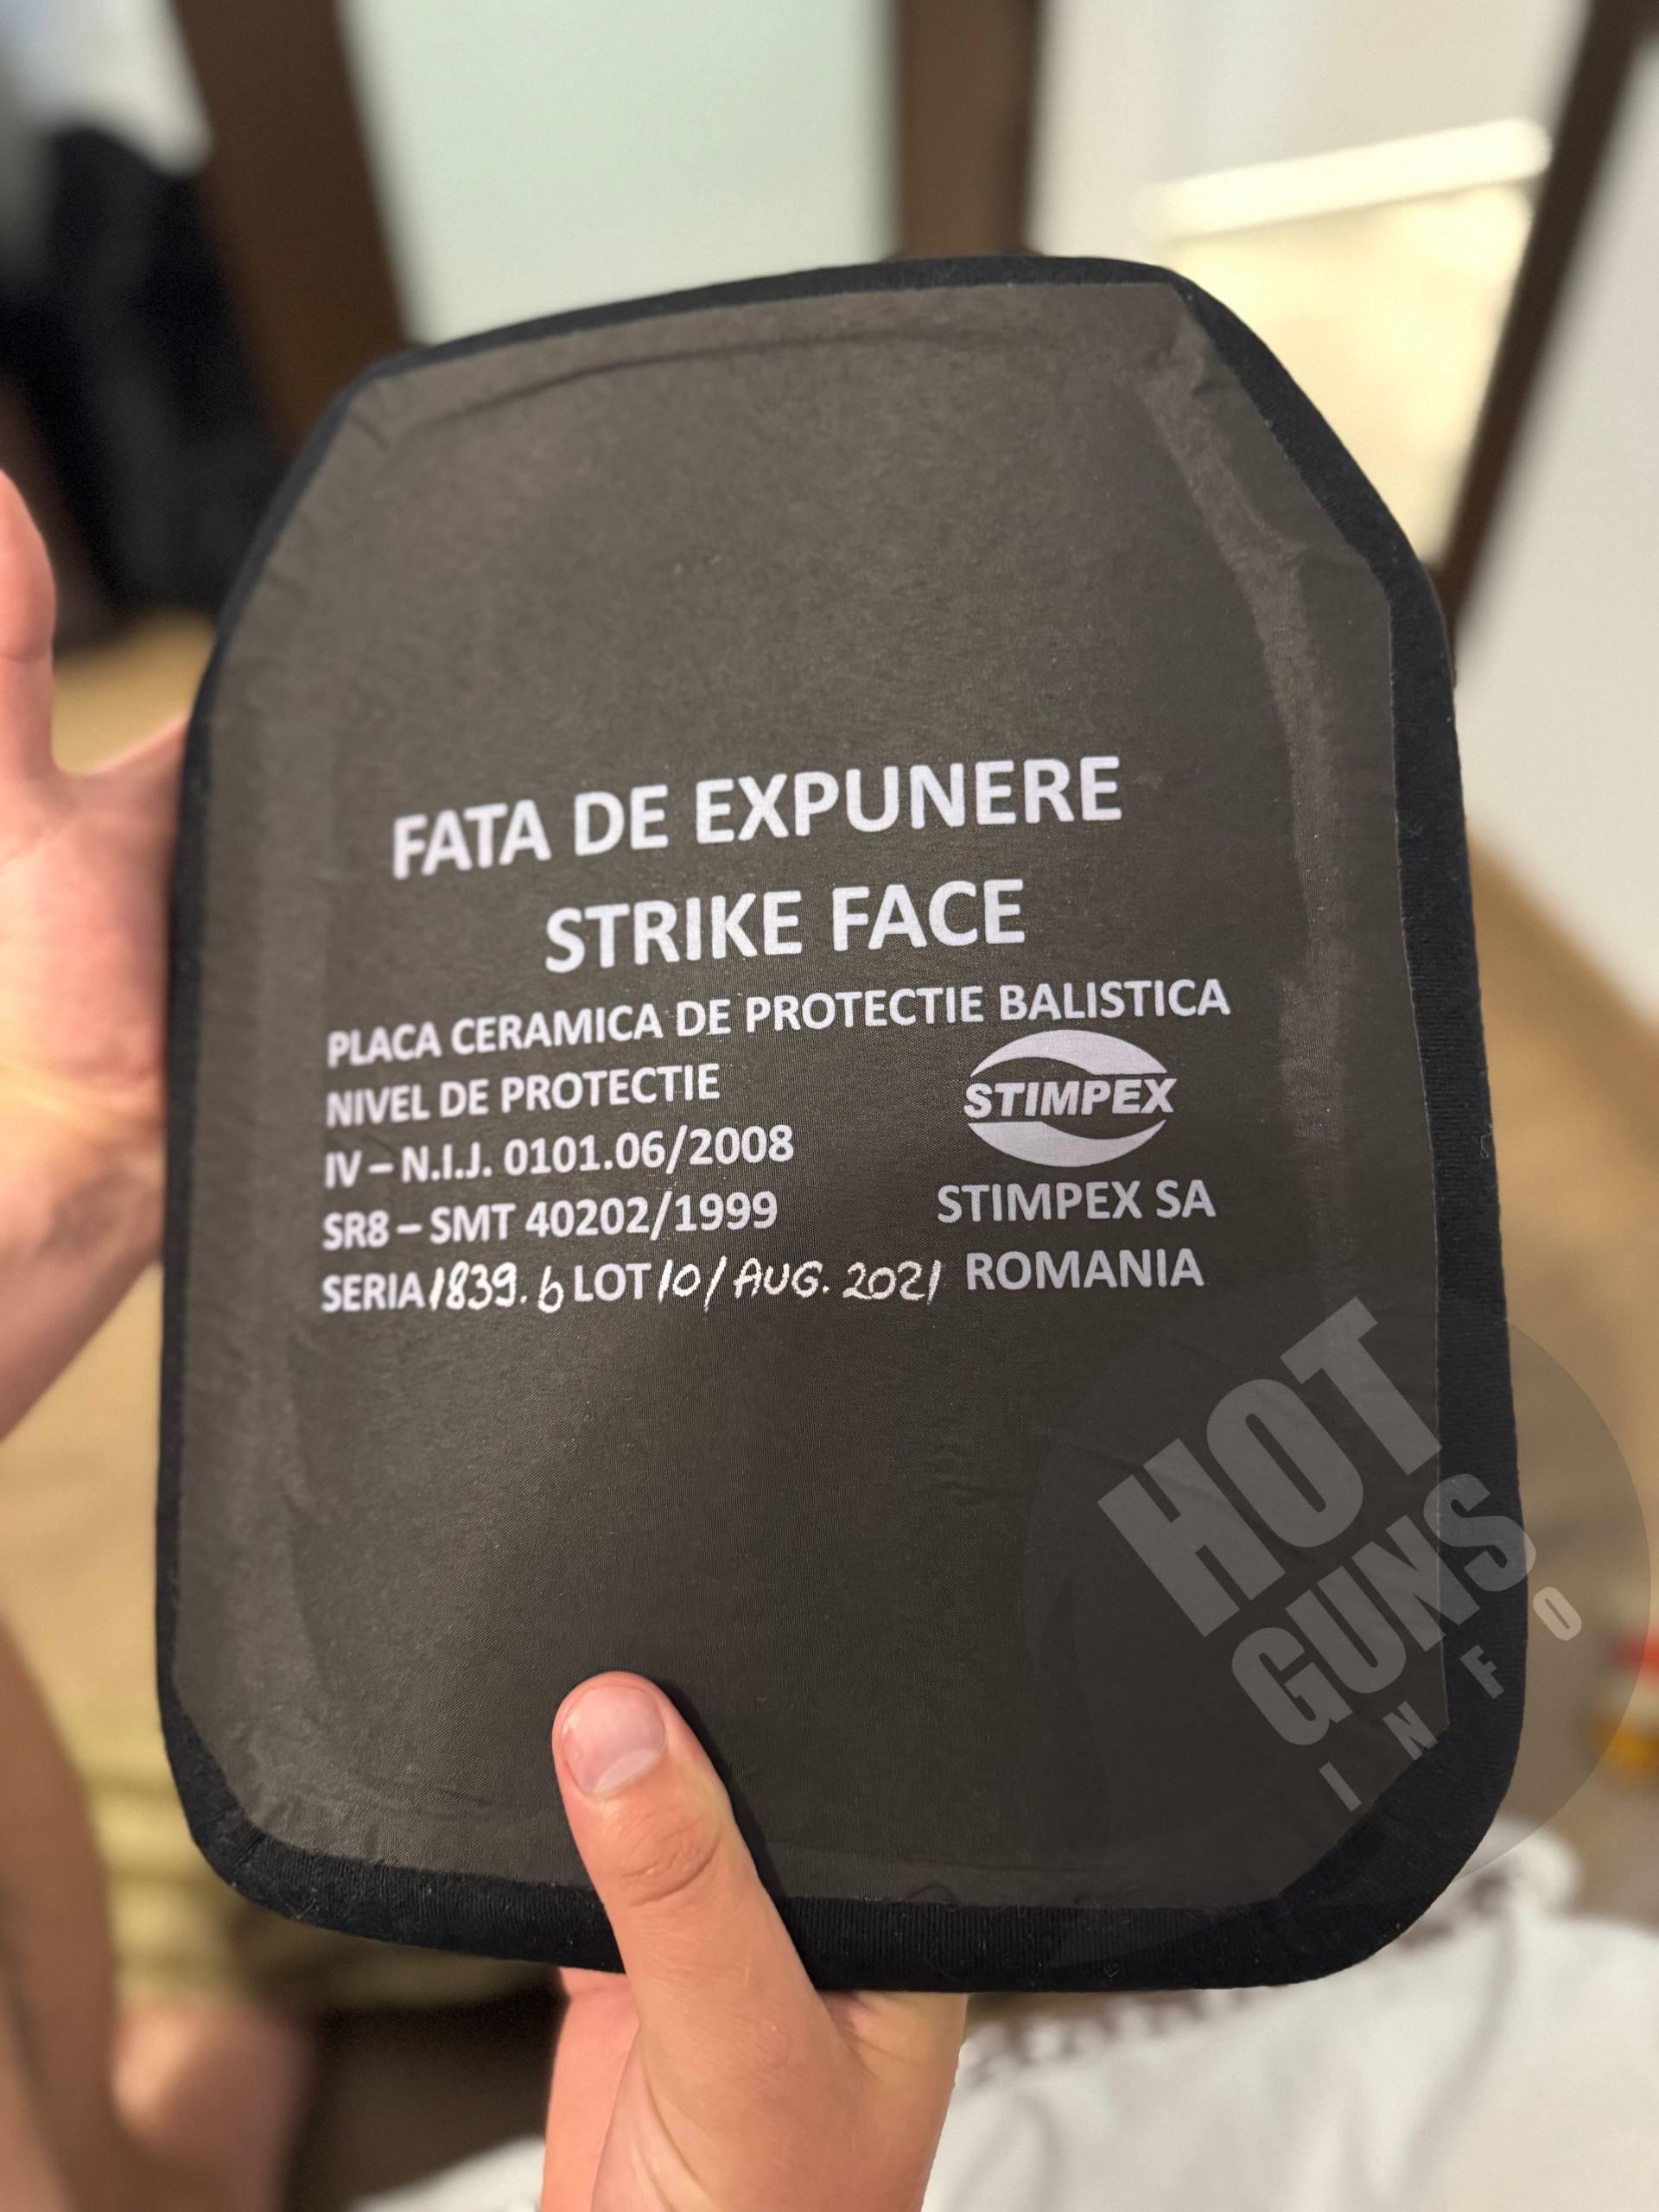 FATA DE EXPUNERE
STRIKE FACE
PLACA CERAMICA DE PROTECTIE BALISTICA
NIVEL DE PROTECTIE
IV – N.I.J. 0101.06/2008
SR8 – SMT 40202/1999
SERIA 1839.6 LOT 10/AUG. 2021
STIMPEX
STIMPEX SA
ROMANIA
HOT
GUNS
INFO